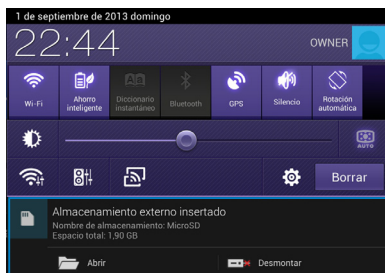 1 de septiembre de 2013 domingo
22:44
OWNER
Wi-Fi
Ahorro
inteligente
Diccionario
instantáneo
Bluetooth
GPS
Silencio
Rotación
automática
AUTO
Borrar
Almacenamiento externo insertado
Nombre de almacenamiento: MicroSD
Espacio total: 1,90 GB
Abrir
Desmontar